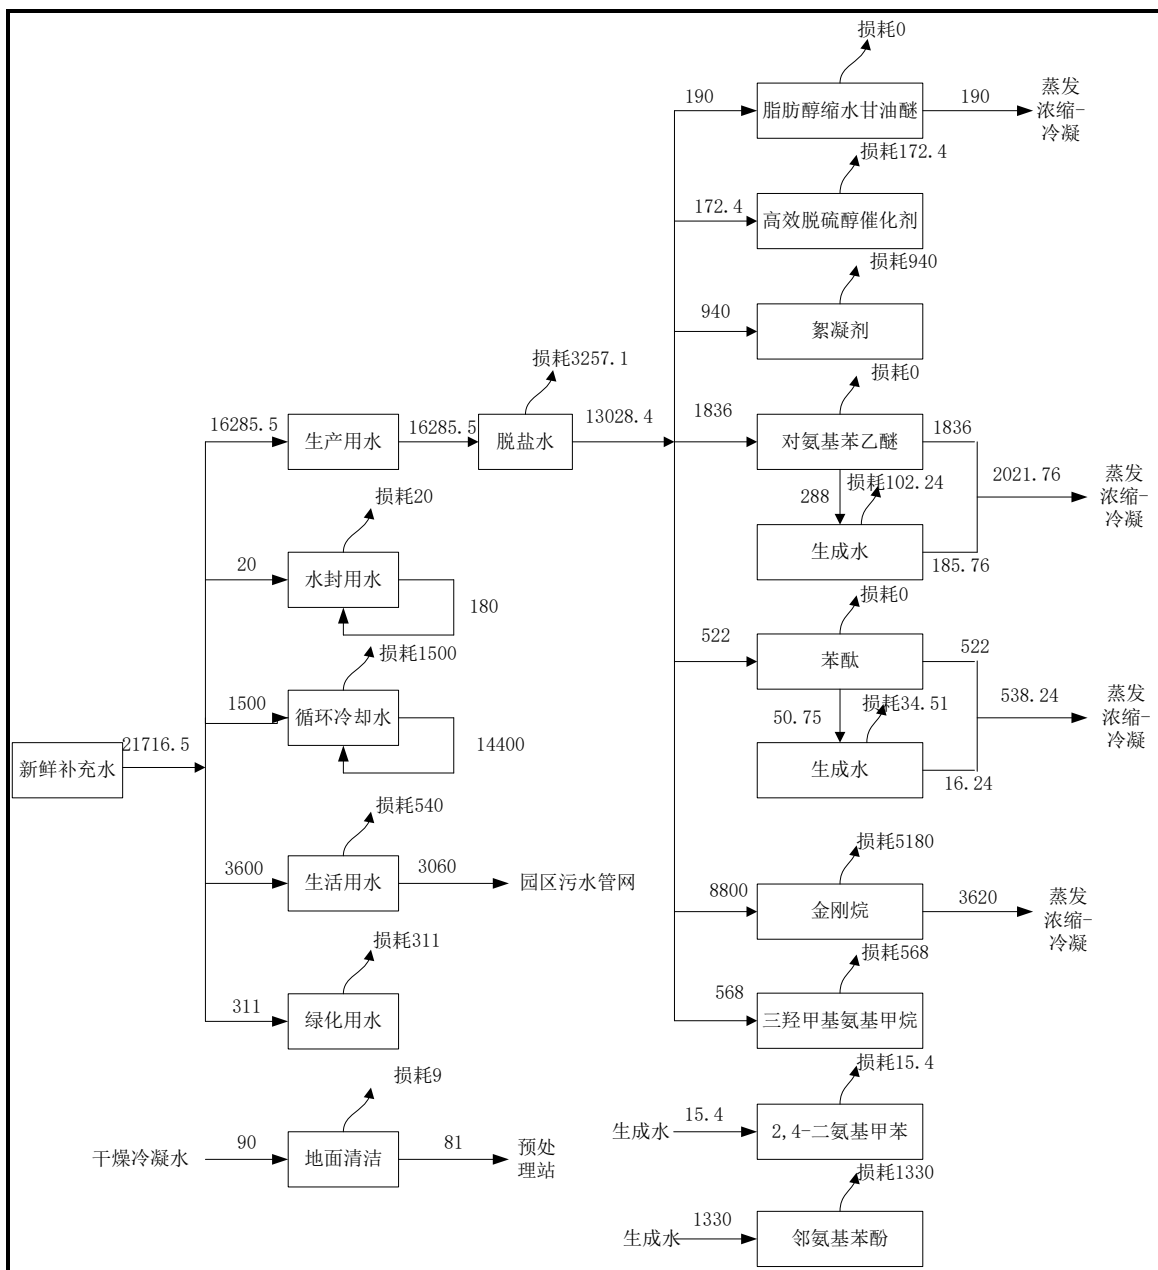 损耗0
190
脂肪醇缩水甘油醚
190
蒸发
浓缩-
冷凝
损耗172.4
172.4
高效脱硫醇催化剂
损耗940
940
絮凝剂
损耗3257.1
损耗0
16285.5
生产用水
16285.5
脱盐水
13028.4
1836
对氨基苯乙醚
1836
损耗102.24
288
2021.76
蒸发
浓缩-
冷凝
生成水
185.76
损耗20
20
水封用水
180
损耗0
522
苯酞
522
损耗34.51
50.75
538.24
蒸发
浓缩-
冷凝
生成水
16.24
损耗1500
1500
循环冷却水
14400
新鲜补充水
21716.5
损耗540
3600
生活用水
3060
园区污水管网
损耗5180
8800
金刚烷
3620
蒸发
浓缩-
冷凝
损耗311
311
绿化用水
损耗568
568
三羟甲基氨基甲烷
损耗9
干燥冷凝水
90
地面清洁
81
预处
理站
损耗15.4
生成水
15.4
2,4-二氨基甲苯
损耗1330
生成水
1330
邻氨基苯酚